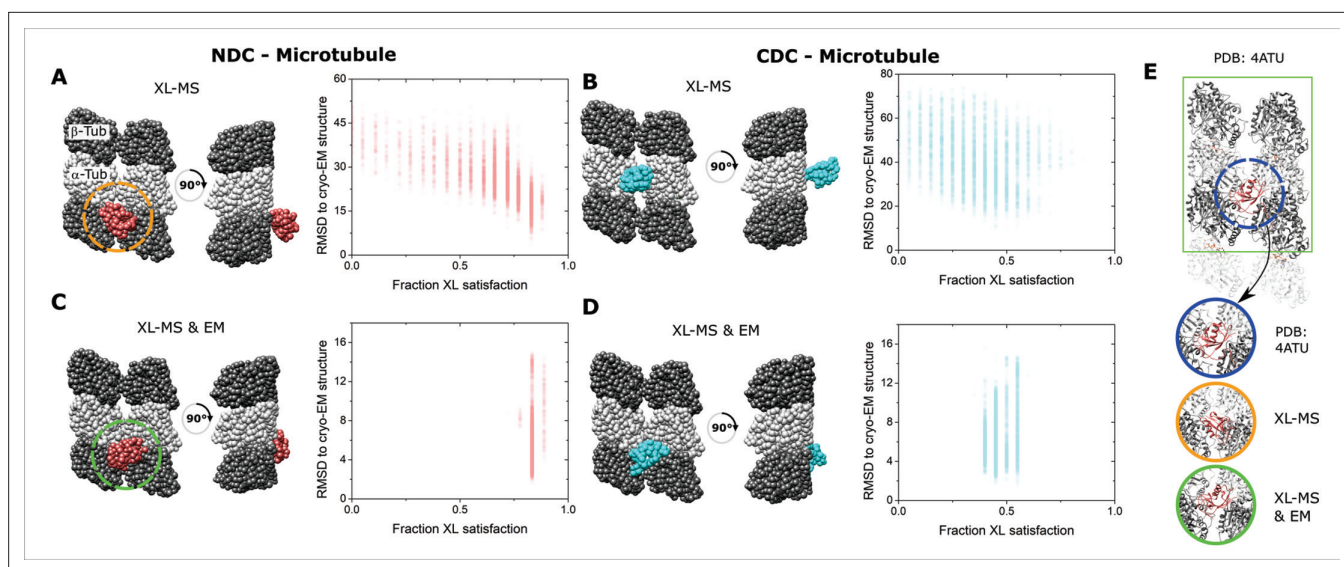 NDC - Microtubule
CDC - Microtubule
A
XL-MS
β-Tub
α-Tub
90°
RMSD to cryo-EM structure
60
45
30
15
0
0.0
0.5
1.0
Fraction XL satisfaction
B
XL-MS
90°
RMSD to cryo-EM structure
80
60
40
20
0
0.0
0.5
1.0
Fraction XL satisfaction
C
XL-MS & EM
90°
RMSD to cryo-EM structure
16
12
8
4
0
0.0
0.5
1.0
Fraction XL satisfaction
D
XL-MS & EM
90°
RMSD to cryo-EM structure
16
12
8
4
0
0.0
0.5
1.0
Fraction XL satisfaction
E
PDB: 4ATU
PDB:
4ATU
XL-MS
XL-MS
& EM